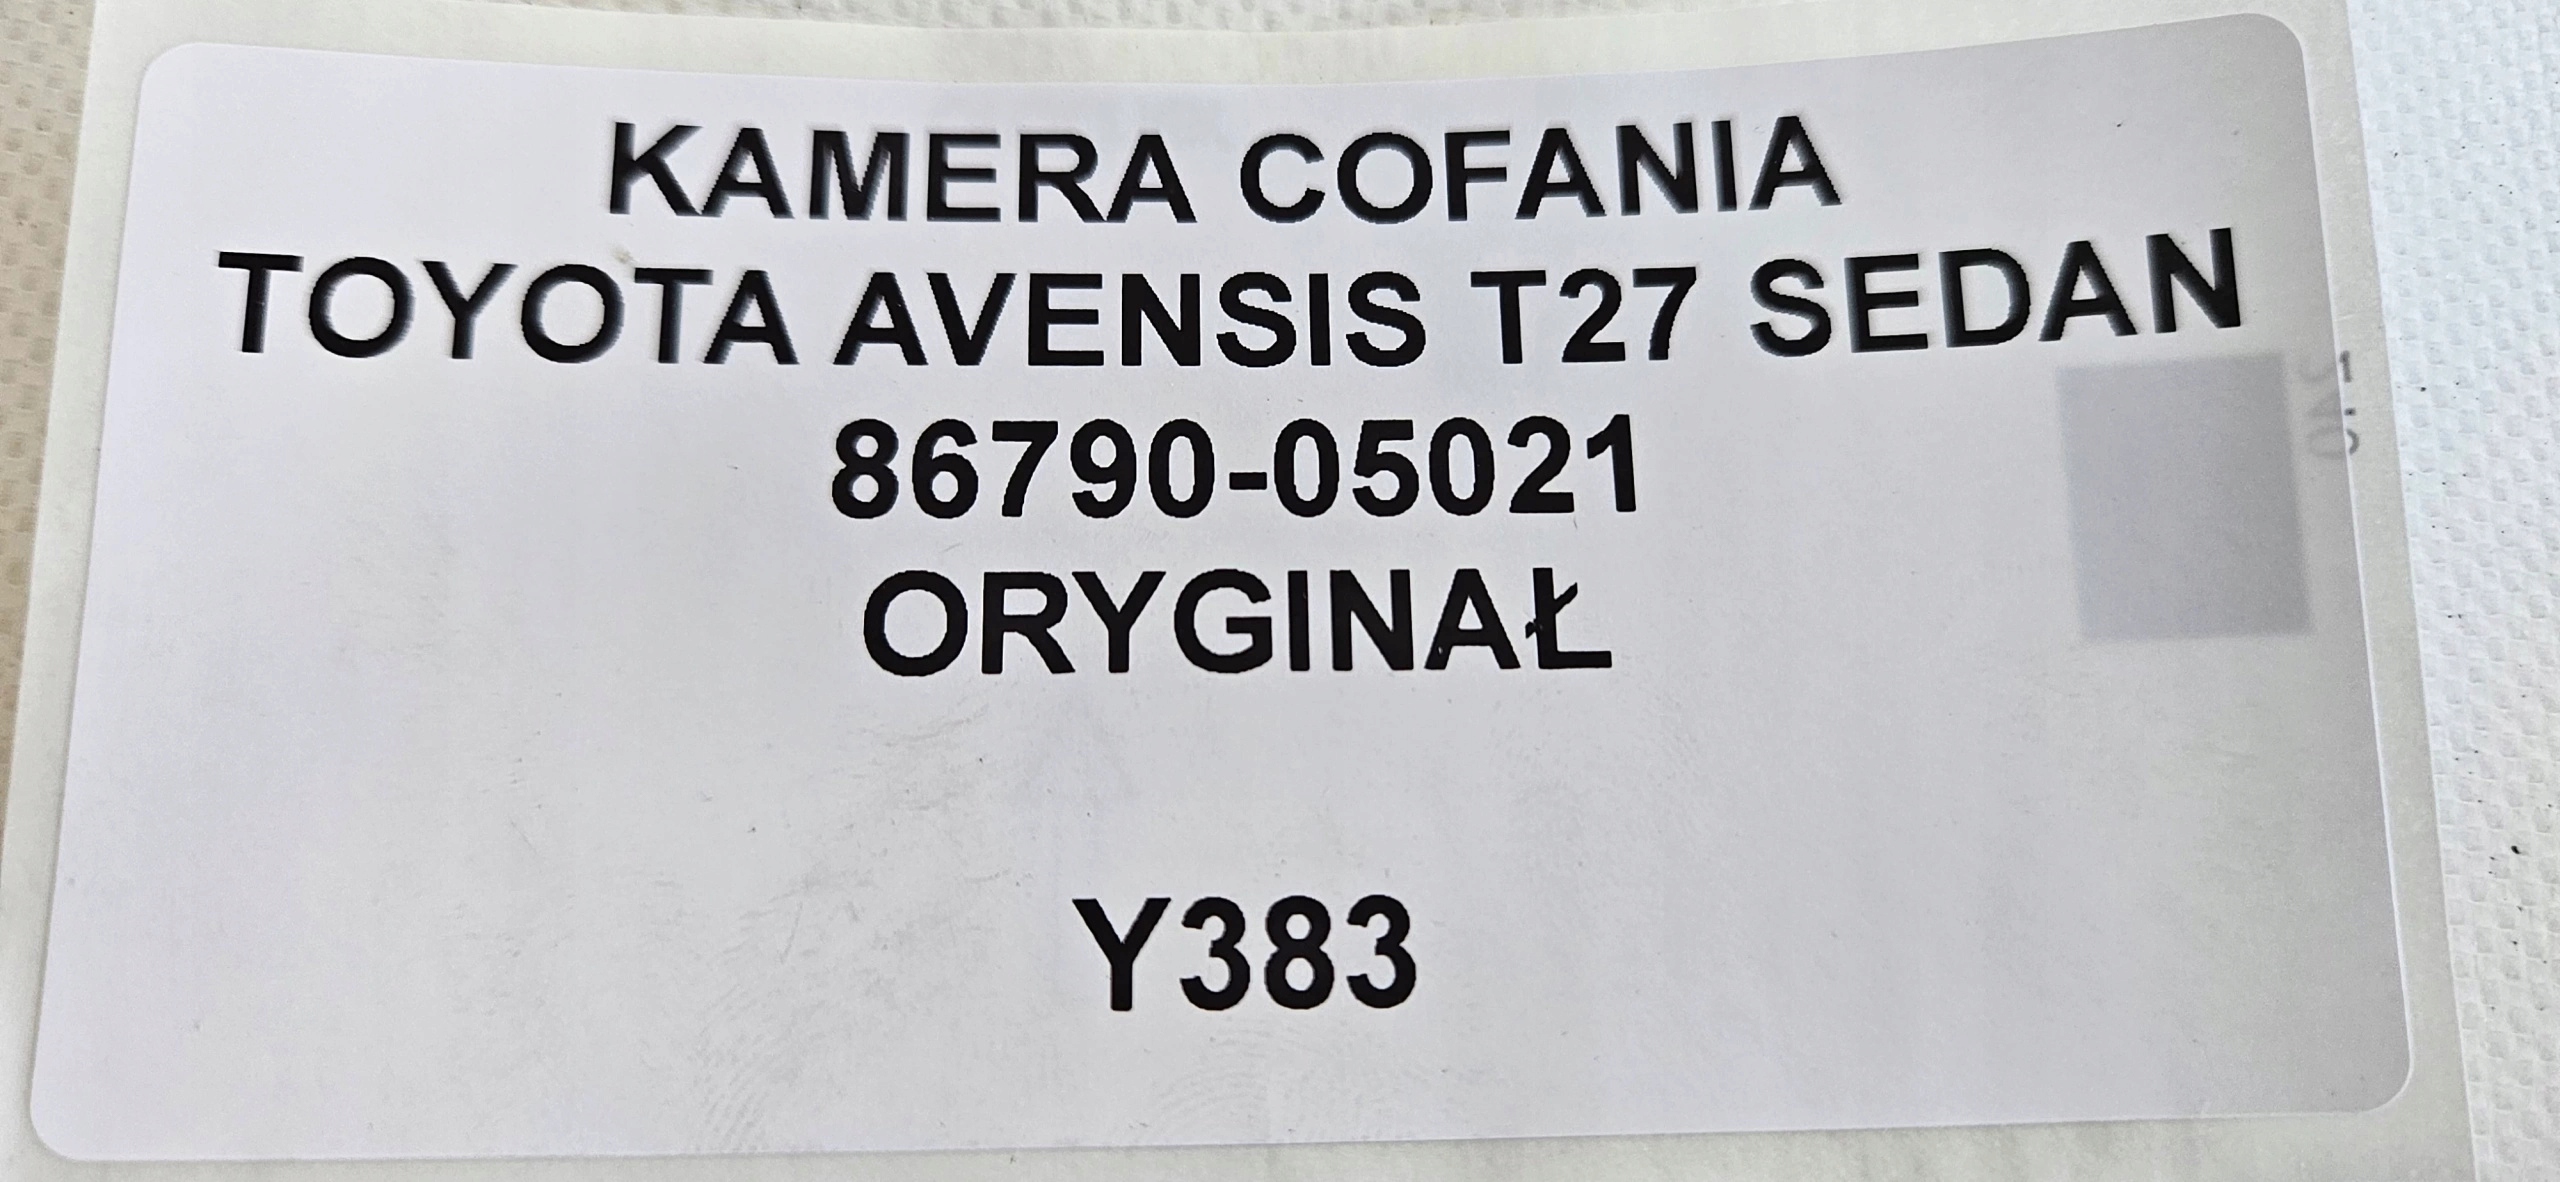 KAMERA COFANIA
TOYOTA AVENSIS T27 SEDAN
86790-05021
ORYGINAŁ
Y383